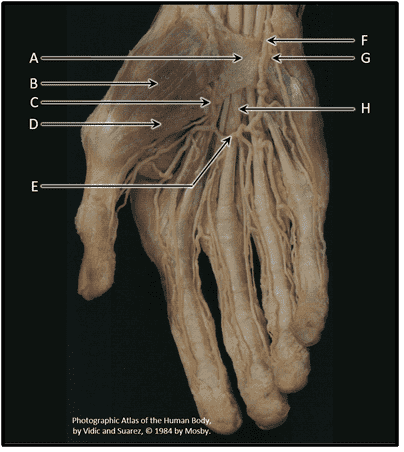 A
B
C
D
E
F
G
H
Photographic Atlas of the Human Body,
by Vidic and Suarez, © 1984 by Mosby.